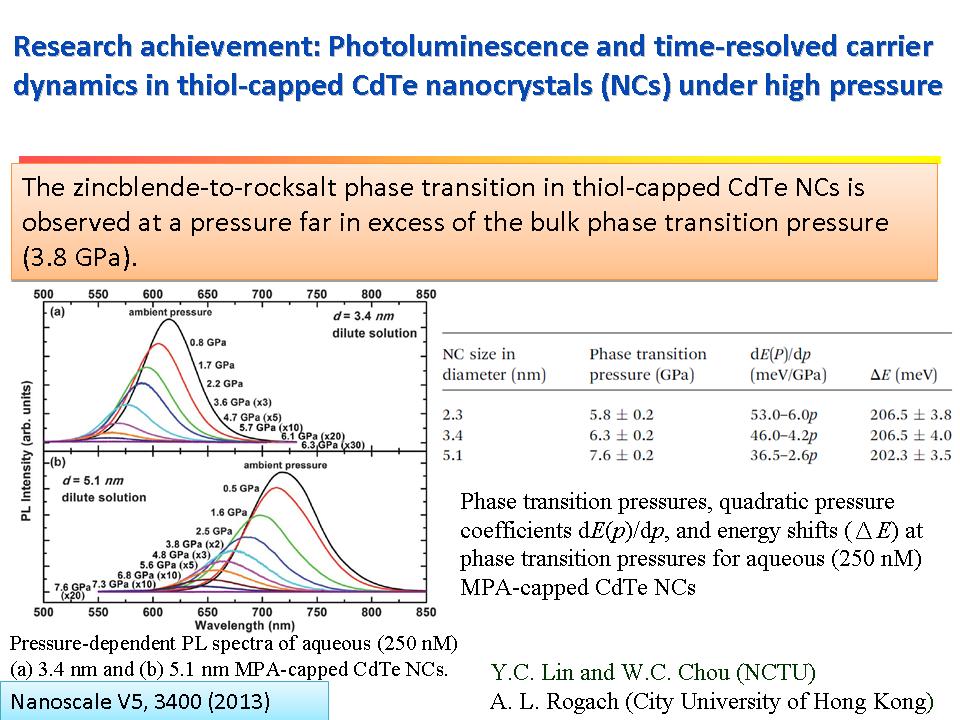 Research achievement: Photoluminescence and time-resolved carrier
dynamics in thiol-capped CdTe nanocrystals (NCs) under high pressure
The zincblende-to-rocksalt phase transition in thiol-capped CdTe NCs is
observed at a pressure far in excess of the bulk phase transition pressure
(3.8 GPa).
500 550 600 650 700 750 800 850
(a)
ambient pressure
d = 3.4 nm
dilute solution
0.8 GPa
1.7 GPa
2.2 GPa
3.6 GPa (x3)
4.7 GPa (x5)
5.7 GPa (x10)
6.1 GPa (x20)
6.3 GPa (x30)
PL Intensity (arb. units)
(b)
ambient pressure
d = 5.1 nm
dilute solution
0.5 GPa
1.6 GPa
2.5 GPa
3.8 GPa (x2)
4.8 GPa (x3)
5.6 GPa (x5)
6.8 GPa (x10)
7.3 GPa (x10)
7.6 GPa
(x20)
500 550 600 650 700 750 800 850
Wavelength (nm)
Pressure-dependent PL spectra of aqueous (250 nM)
(a) 3.4 nm and (b) 5.1 nm MPA-capped CdTe NCs.
Nanoscale V5, 3400 (2013)
NC size in Phase transition dE(P)/dp
diameter (nm) pressure (GPa) (meV/GPa) ΔE (meV)
2.3 5.8 ± 0.2 53.0–6.0p 206.5 ± 3.8
3.4 6.3 ± 0.2 46.0–4.2p 206.5 ± 4.0
5.1 7.6 ± 0.2 36.5–2.6p 202.3 ± 3.5
Phase transition pressures, quadratic pressure
coefficients dE(p)/dp, and energy shifts (△E) at
phase transition pressures for aqueous (250 nM)
MPA-capped CdTe NCs
Y.C. Lin and W.C. Chou (NCTU)
A. L. Rogach (City University of Hong Kong)